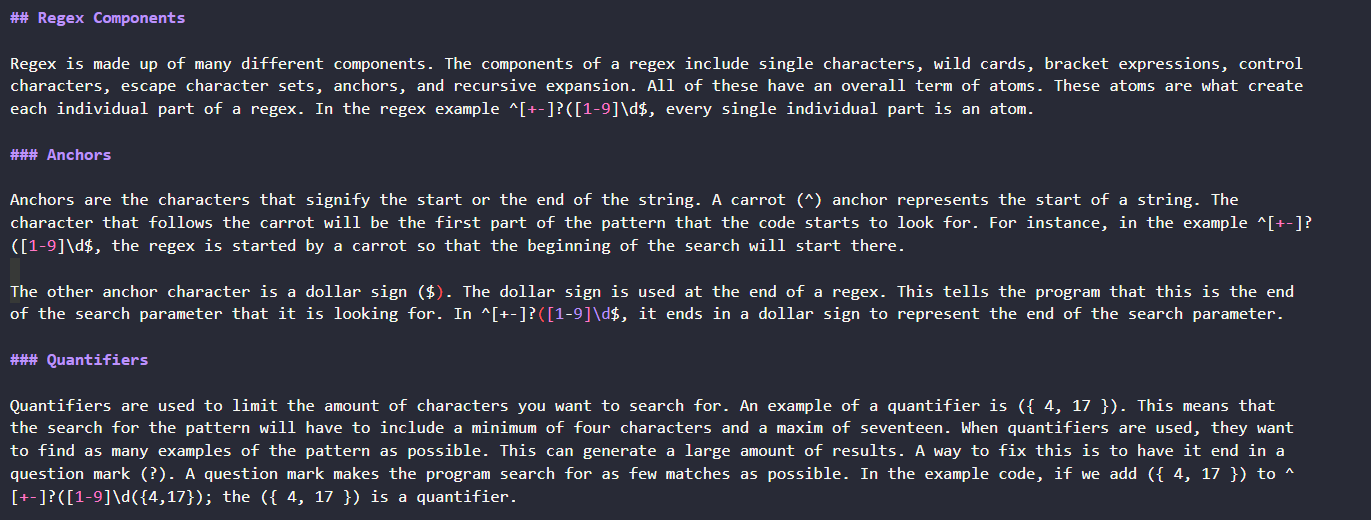 ## Regex Components
Regex is made up of many different components. The components of a regex include single characters, wild cards, bracket expressions, control
characters, escape character sets, anchors, and recursive expansion. All of these have an overall term of atoms. These atoms are what create
each individual part of a regex. In the regex example ^[+-]?([1-9]\d$, every single individual part is an atom.
### Anchors
Anchors are the characters that signify the start or the end of the string. A carrot (^) anchor represents the start of a string. The
character that follows the carrot will be the first part of the pattern that the code starts to look for. For instance, in the example ^[+-]?
([1-9]\d$, the regex is started by a carrot so that the beginning of the search will start there.
The other anchor character is a dollar sign ($). The dollar sign is used at the end of a regex. This tells the program that this is the end
of the search parameter that it is looking for. In ^[+-]?([1-9]\d$, it ends in a dollar sign to represent the end of the search parameter.
### Quantifiers
Quantifiers are used to limit the amount of characters you want to search for. An example of a quantifier is ({ 4, 17 }). This means that
the search for the pattern will have to include a minimum of four characters and a maxim of seventeen. When quantifiers are used, they want
to find as many examples of the pattern as possible. This can generate a large amount of results. A way to fix this is to have it end in a
question mark (?). A question mark makes the program search for as few matches as possible. In the example code, if we add ({ 4, 17 }) to ^
[+-]?([1-9]\d({4,17}); the ({ 4, 17 }) is a quantifier.